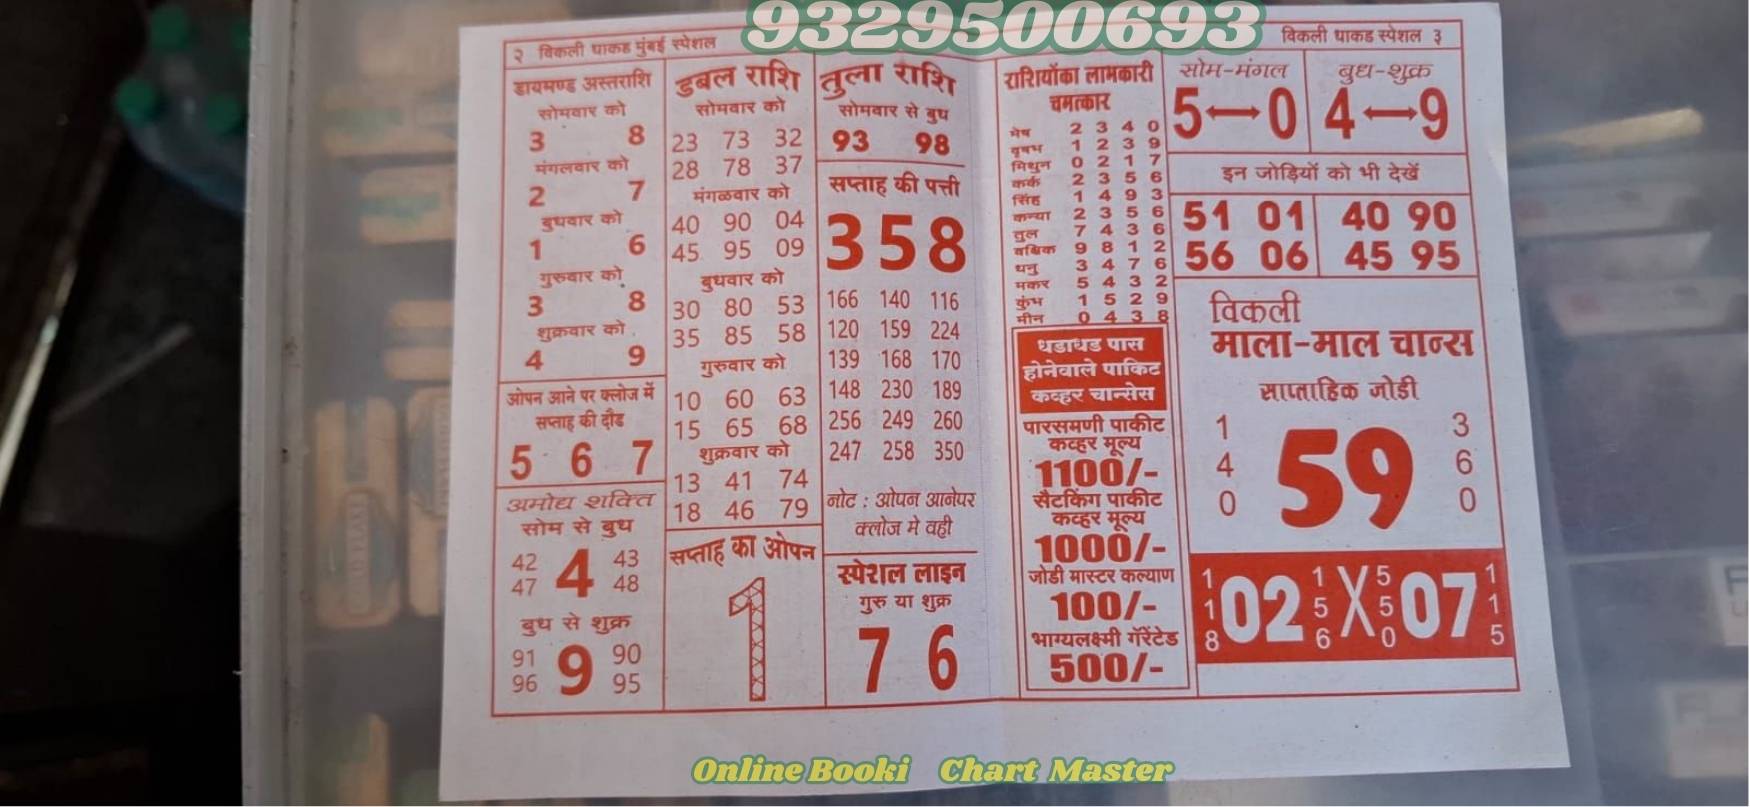 9329500693
२ विकली धाकड मुंबई स्पेशल
डायमण्ड अस्तराशि
सोमवार को
3 8
मंगलवार को
2 7
बुधवार को
1 6
गुरुवार को
3 8
शुक्रवार को
4 9
ओपन आने पर क्लोज में
सप्ताह की दौड
5 6 7
अमोघ शक्ति
सोम से बुध
42 43
4
47 48
बुध से शुक्र
91 90
9
96 95
डबल राशि
सोमवार को
23 73 32
28 78 37
मंगळवार को
40 90 04
45 95 09
बुधवार को
30 80 53
35 85 58
गुरुवार को
10 60 63
15 65 68
शुक्रवार को
13 41 74
18 46 79
सप्ताह का ओपन
1
तुला राशि
सोमवार से बुध
93 98
सप्ताह की पत्ती
358
166 140 116
120 159 224
139 168 170
148 230 189
256 249 260
247 258 350
नोट : ओपन आनेपर
क्लोज मे वही
स्पेशल लाइन
गुरु या शुक्र
7 6
विकली धाकड स्पेशल ३
राशियोंका लाभकारी
चमत्कार
मेष 2 3 4 0
वृषभ 1 2 3 9
मिथुन 0 2 1 7
कर्क 2 3 5 6
सिंह 1 4 9 3
कन्या 2 3 5 6
तुल 7 4 3 6
वश्चिक 9 8 1 2
धनु 3 4 7 6
मकर 5 4 3 2
कुंभ 1 5 2 9
मीन 0 4 3 8
धडाधड पास
होनेवाले पाकिट
कव्हर चान्सेस
पारसमणी पाकीट
कव्हर मूल्य
1100/-
सैटकिंग पाकीट
कव्हर मूल्य
1000/-
जोडी मास्टर कल्याण
100/-
भाग्यलक्ष्मी गॅरेंटेड
500/-
सोम-मंगल
5 ⟷ 0
बुध-शुक्र
4 ⟷ 9
इन जोड़ियों को भी देखें
51 01 40 90
56 06 45 95
विकली
माला-माल चान्स
साप्ताहिक जोडी
1 3
4 59 6
0 0
1 1 5 1
1 02 5 X 5 07 1
8 6 0 5
Online Booki Chart Master